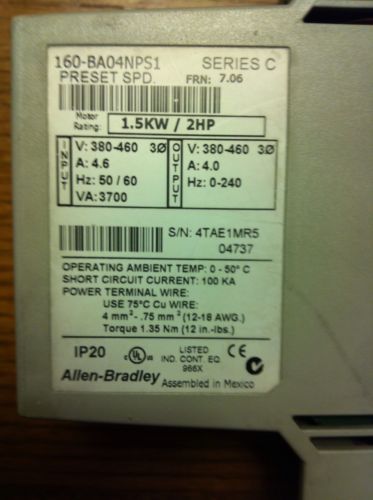 160-BA04NPS1 SERIES C
PRESET SPD. FRN: 7.06
Motor Rating: 1.5KW / 2HP
INPUT
V: 380-460 3Ø
A: 4.6
Hz: 50 / 60
VA: 3700
OUTPUT
V: 380-460 3Ø
A: 4.0
Hz: 0-240
S/N: 4TAE1MR5
04737
OPERATING AMBIENT TEMP: 0 - 50° C
SHORT CIRCUIT CURRENT: 100 KA
POWER TERMINAL WIRE:
USE 75°C Cu WIRE:
4 mm² - .75 mm² (12-18 AWG.)
Torque 1.35 Nm (12 in.-lbs.)
IP20 c UL US LISTED IND. CONT. EQ. 966X CE
Allen-Bradley Assembled in Mexico